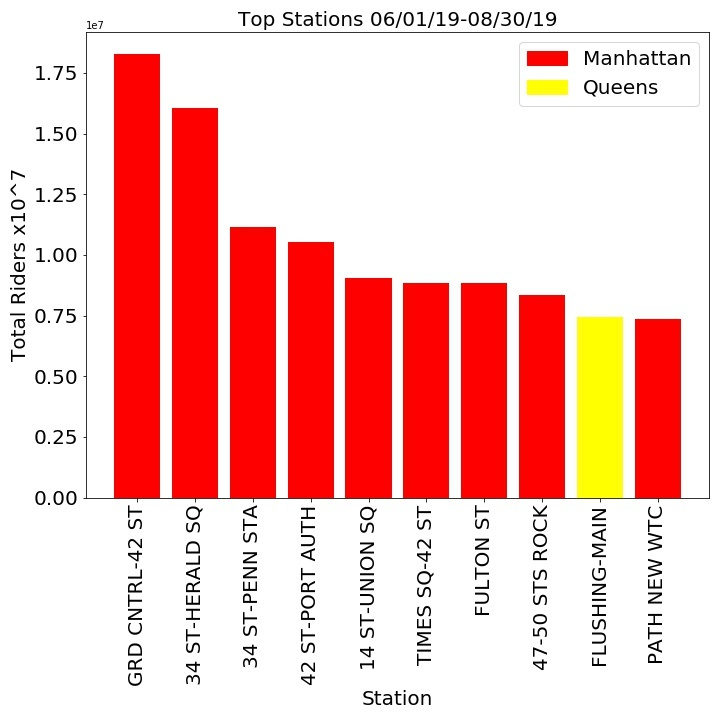 Top Stations 06/01/19-08/30/19
1e7
Manhattan
Queens
Total Riders x10^7
1.75
1.50
1.25
1.00
0.75
0.50
0.25
0.00
GRD CNTRL-42 ST
34 ST-HERALD SQ
34 ST-PENN STA
42 ST-PORT AUTH
14 ST-UNION SQ
TIMES SQ-42 ST
FULTON ST
47-50 STS ROCK
FLUSHING-MAIN
PATH NEW WTC
Station